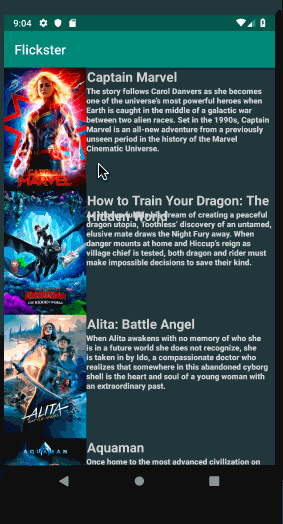 9:04
Flickster
Captain Marvel
The story follows Carol Danvers as she becomes
one of the universe's most powerful heroes when
Earth is caught in the middle of a galactic war
between two alien races. Set in the 1990s, Captain
Marvel is an all-new adventure from a previously
unseen period in the history of the Marvel
Cinematic Universe.
MARVEL
How to Train Your Dragon: The
Hidden World
dream of creating a peaceful
dragon utopia, Toothless' discovery of an untamed,
elusive mate draws the Night Fury away. When
danger mounts at home and Hiccup's reign as
village chief is tested, both dragon and rider must
make impossible decisions to save their kind.
Alita: Battle Angel
When Alita awakens with no memory of who she
is in a future world she does not recognize, she
is taken in by Ido, a compassionate doctor who
realizes that somewhere in this abandoned cyborg
shell is the heart and soul of a young woman with
an extraordinary past.
ALITA
Aquaman
AQUAMAN
Once home to the most advanced civilization on